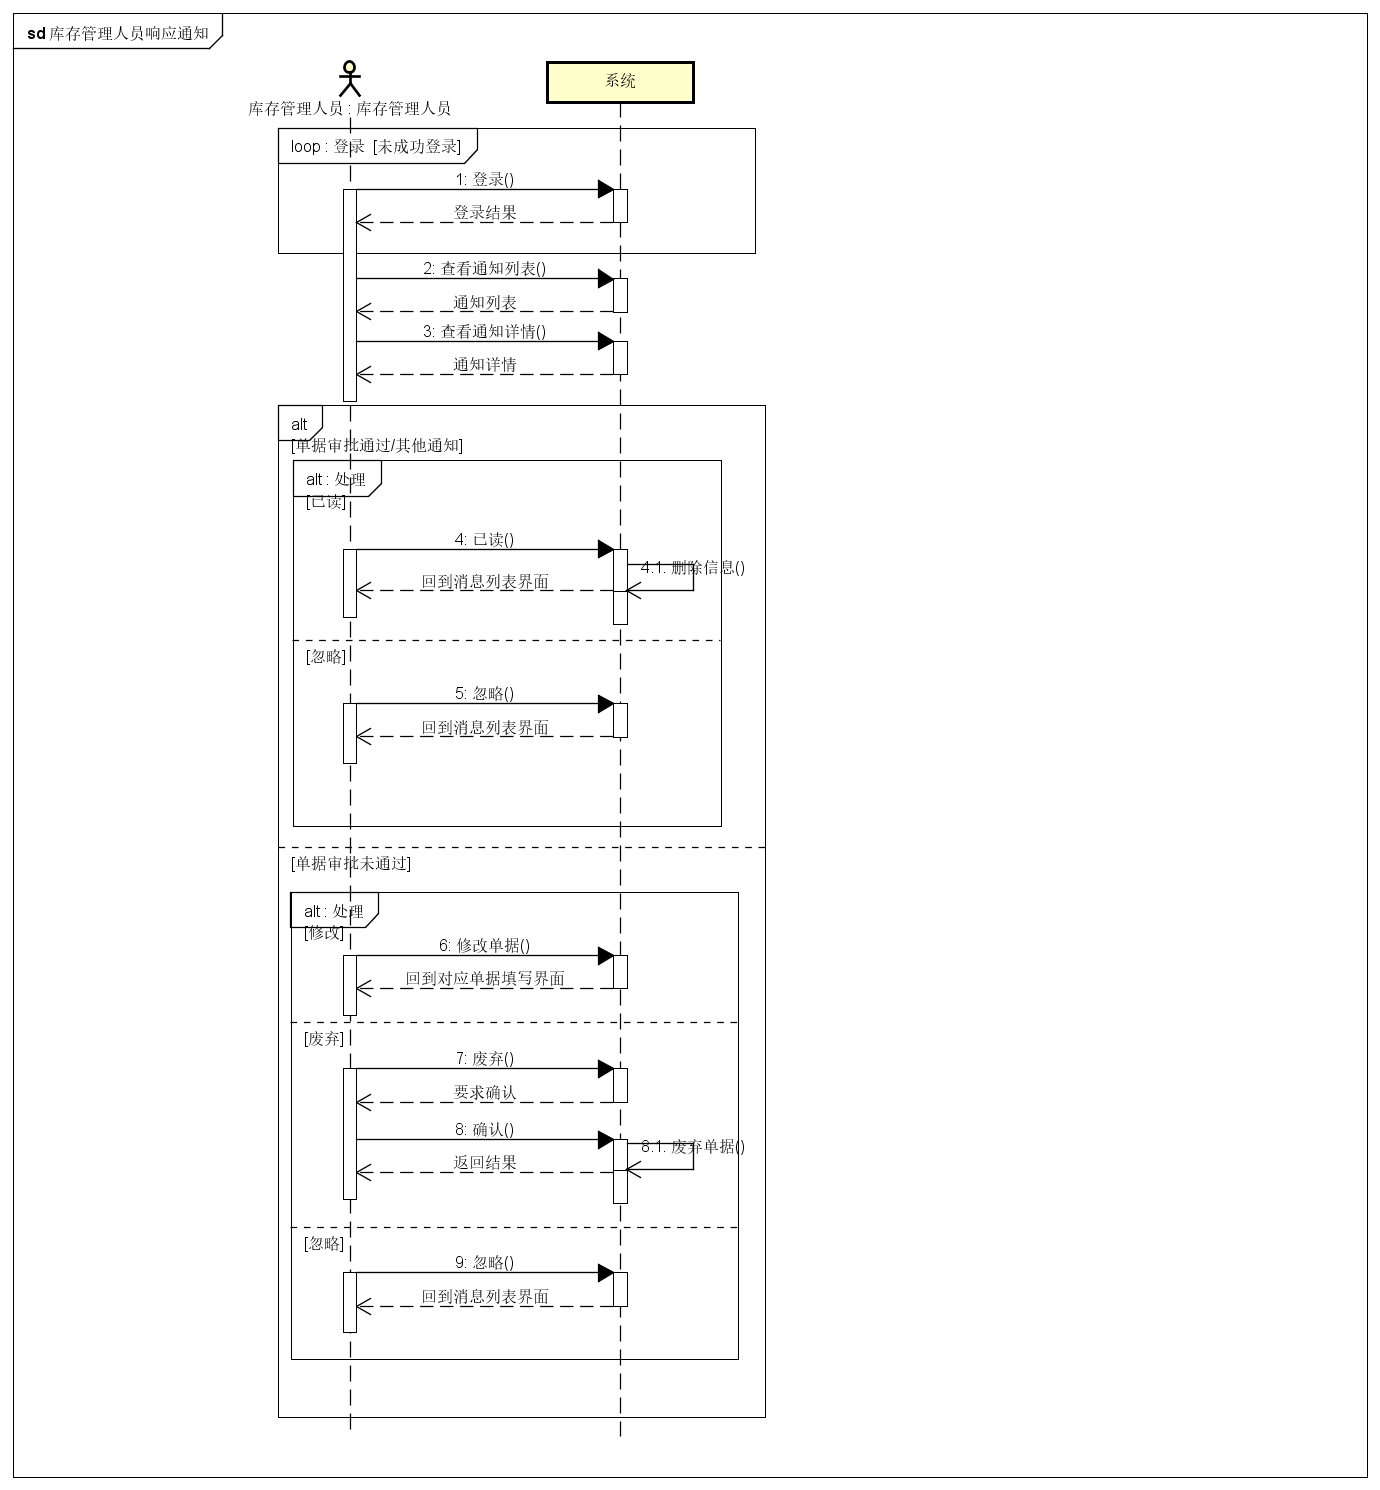 sd 库存管理人员响应通知
系统
库存管理人员 : 库存管理人员
loop : 登录 [未成功登录]
1: 登录()
登录结果
2: 查看通知列表()
通知列表
3: 查看通知详情()
通知详情
alt
[单据审批通过/其他通知]
alt : 处理
[已读]
4: 已读()
4.1: 删除信息()
回到消息列表界面
[忽略]
5: 忽略()
回到消息列表界面
[单据审批未通过]
alt : 处理
[修改]
6: 修改单据()
回到对应单据填写界面
[废弃]
7: 废弃()
要求确认
8: 确认()
8.1: 废弃单据()
返回结果
[忽略]
9: 忽略()
回到消息列表界面